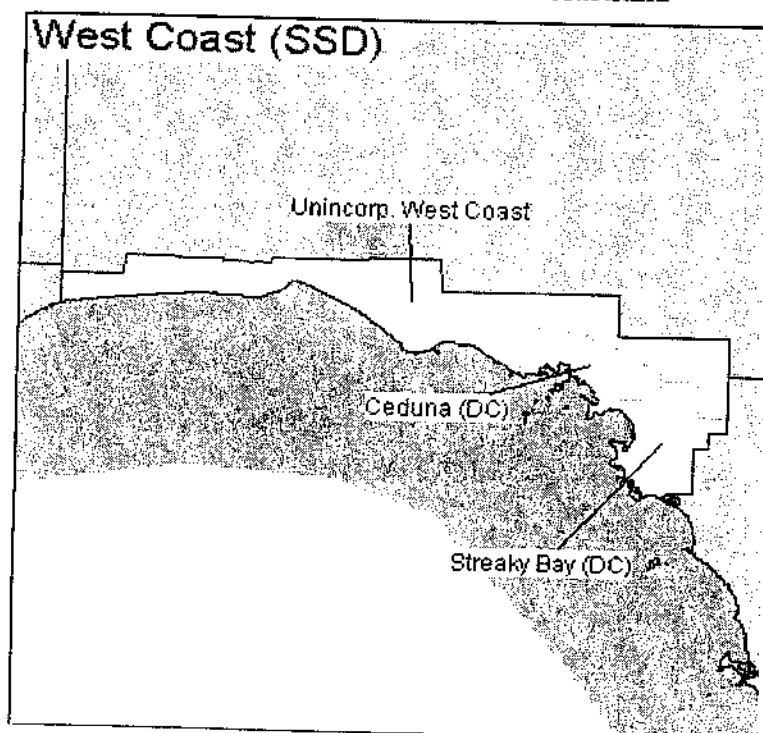 West Coast (SSD)
Unincorp. West Coast
Ceduna (DC)
Streaky Bay (DC)